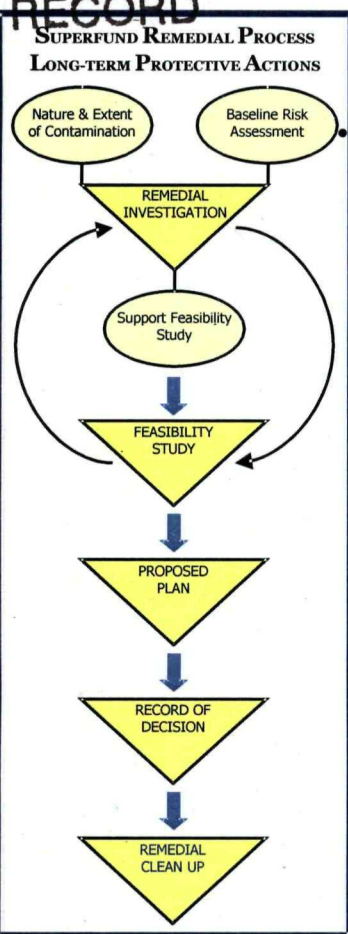 RECORD
SUPERFUND REMEDIAL PROCESS
LONG-TERM PROTECTIVE ACTIONS
Nature & Extent
of Contamination
Baseline Risk
Assessment
REMEDIAL
INVESTIGATION
Support Feasibility
Study
FEASIBILITY
STUDY
PROPOSED
PLAN
RECORD OF
DECISION
REMEDIAL
CLEAN UP